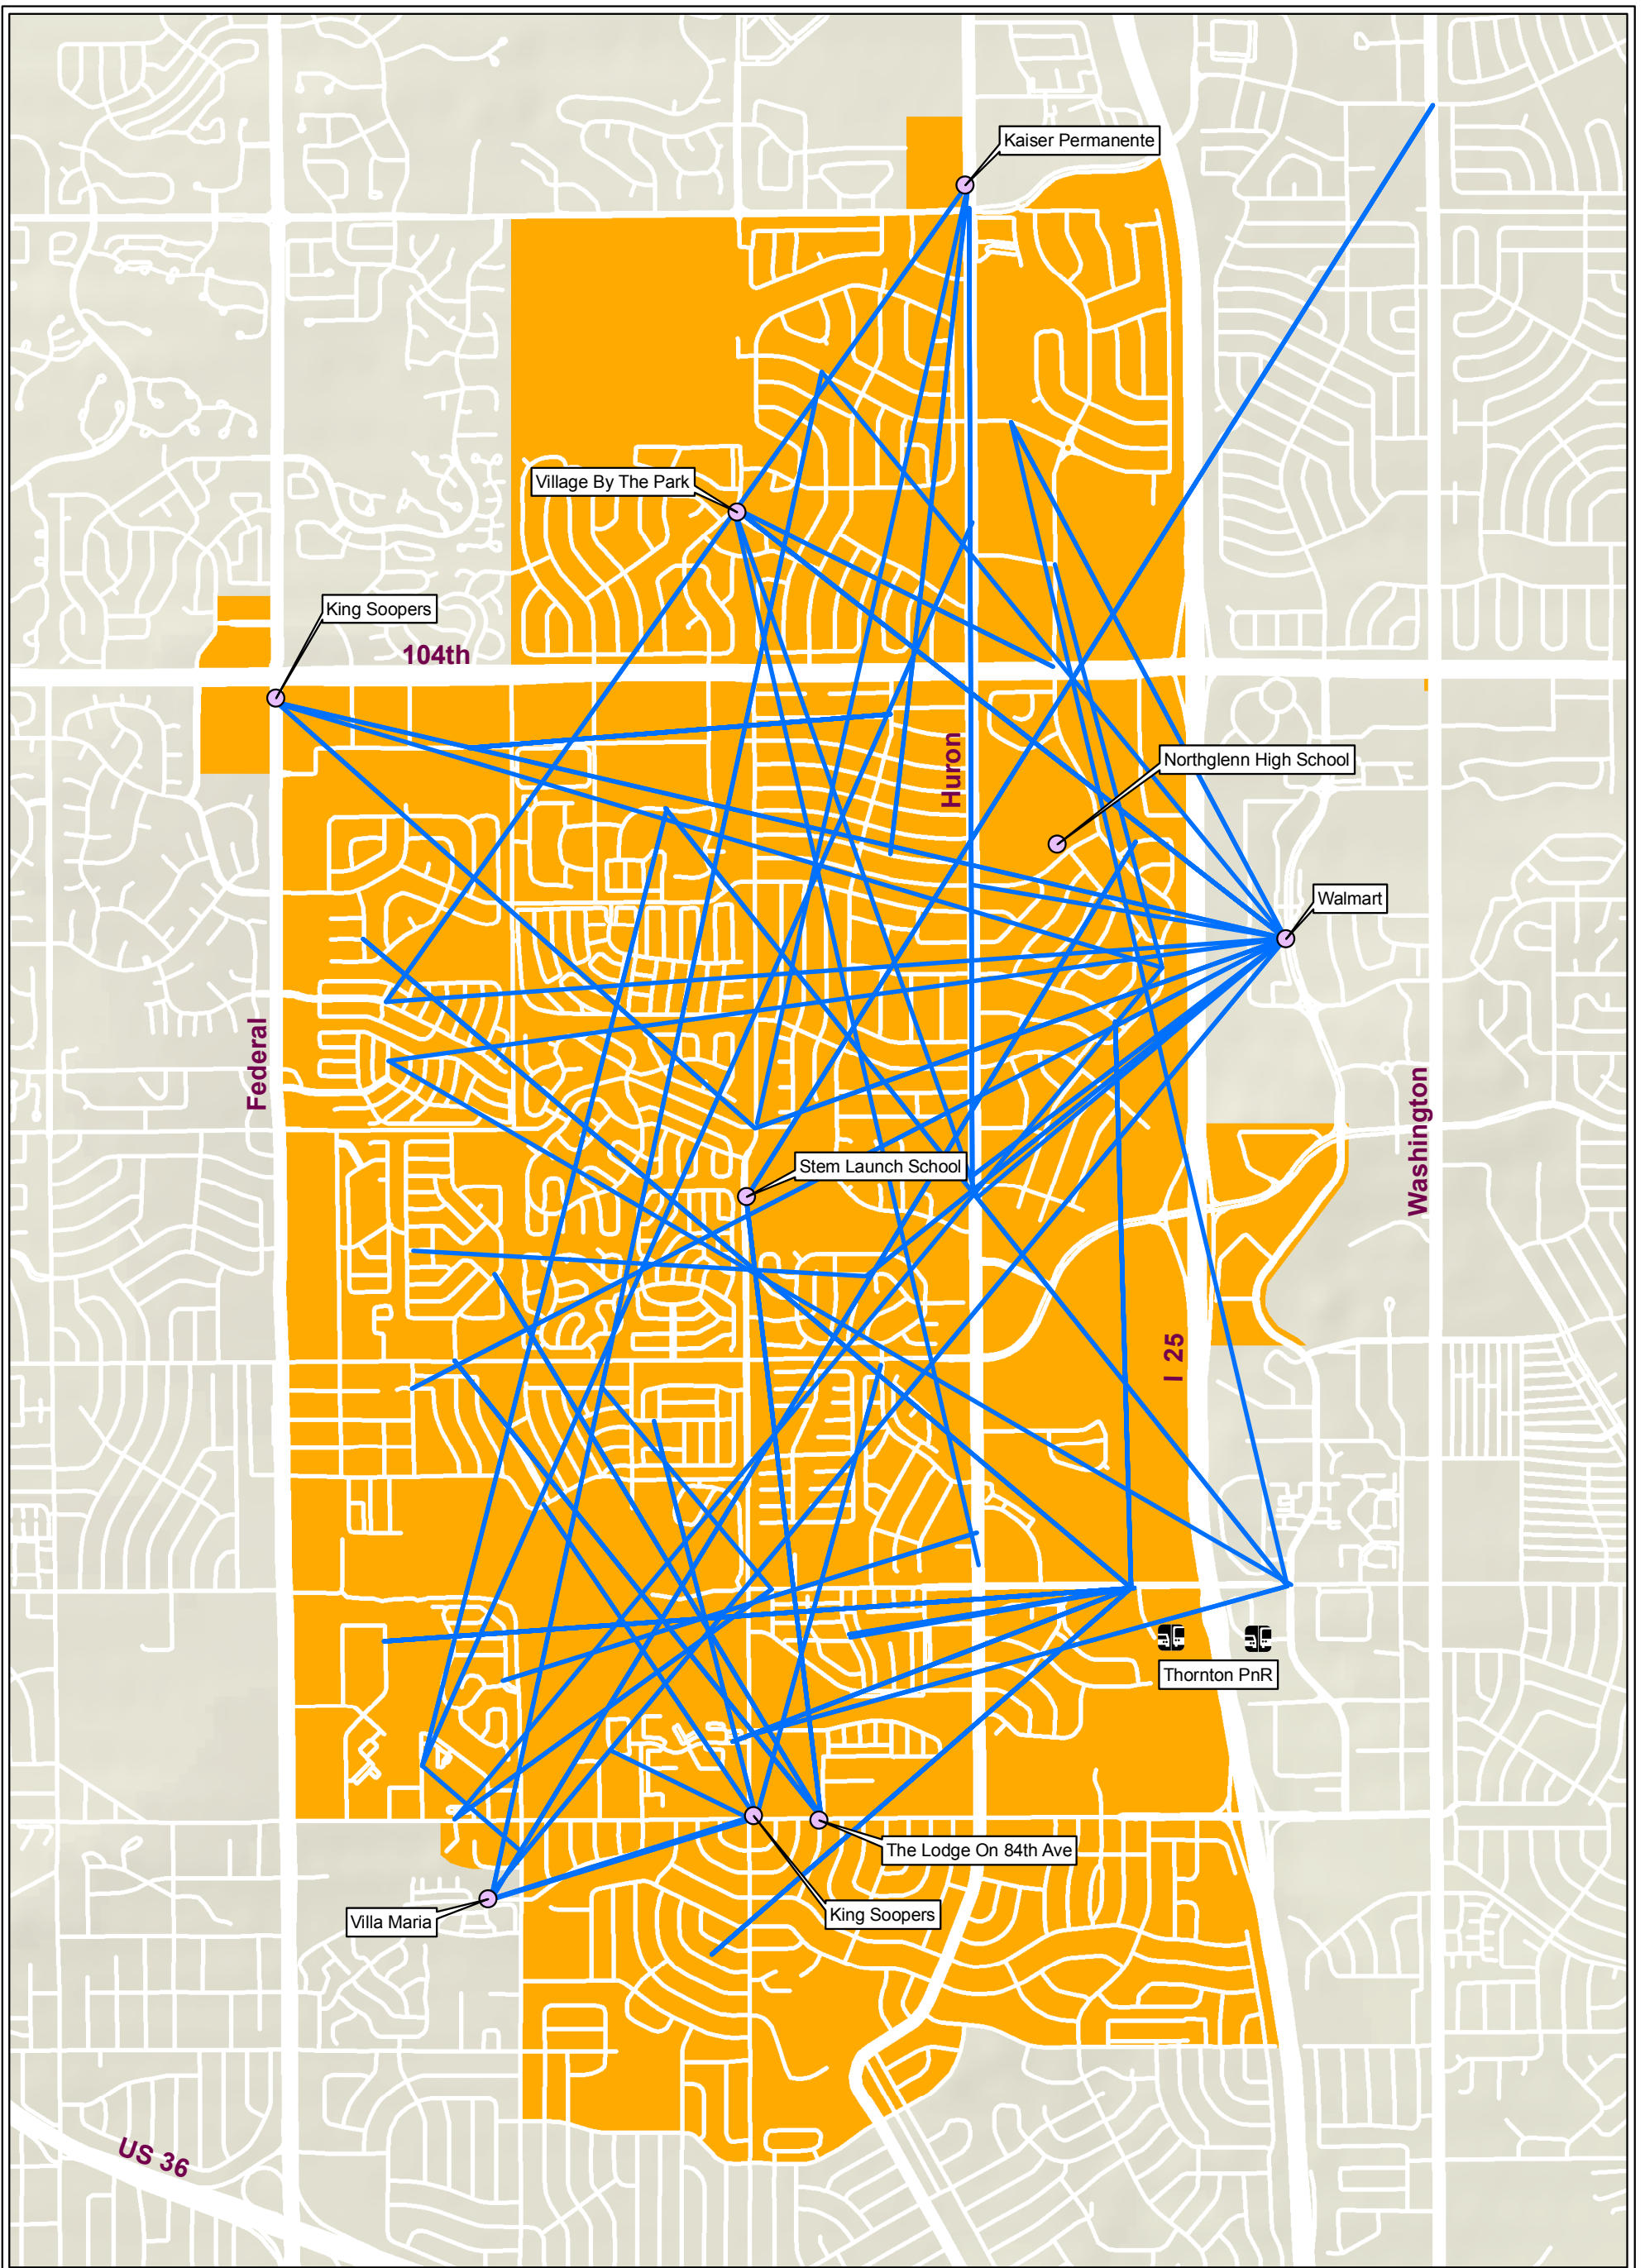 Kaiser Permanente
Village By The Park
King Soopers
104th
Huron
Northglenn High School
Walmart
Federal
Washington
Stem Launch School
I 25
Thornton PnR
The Lodge On 84th Ave
King Soopers
Villa Maria
US 36